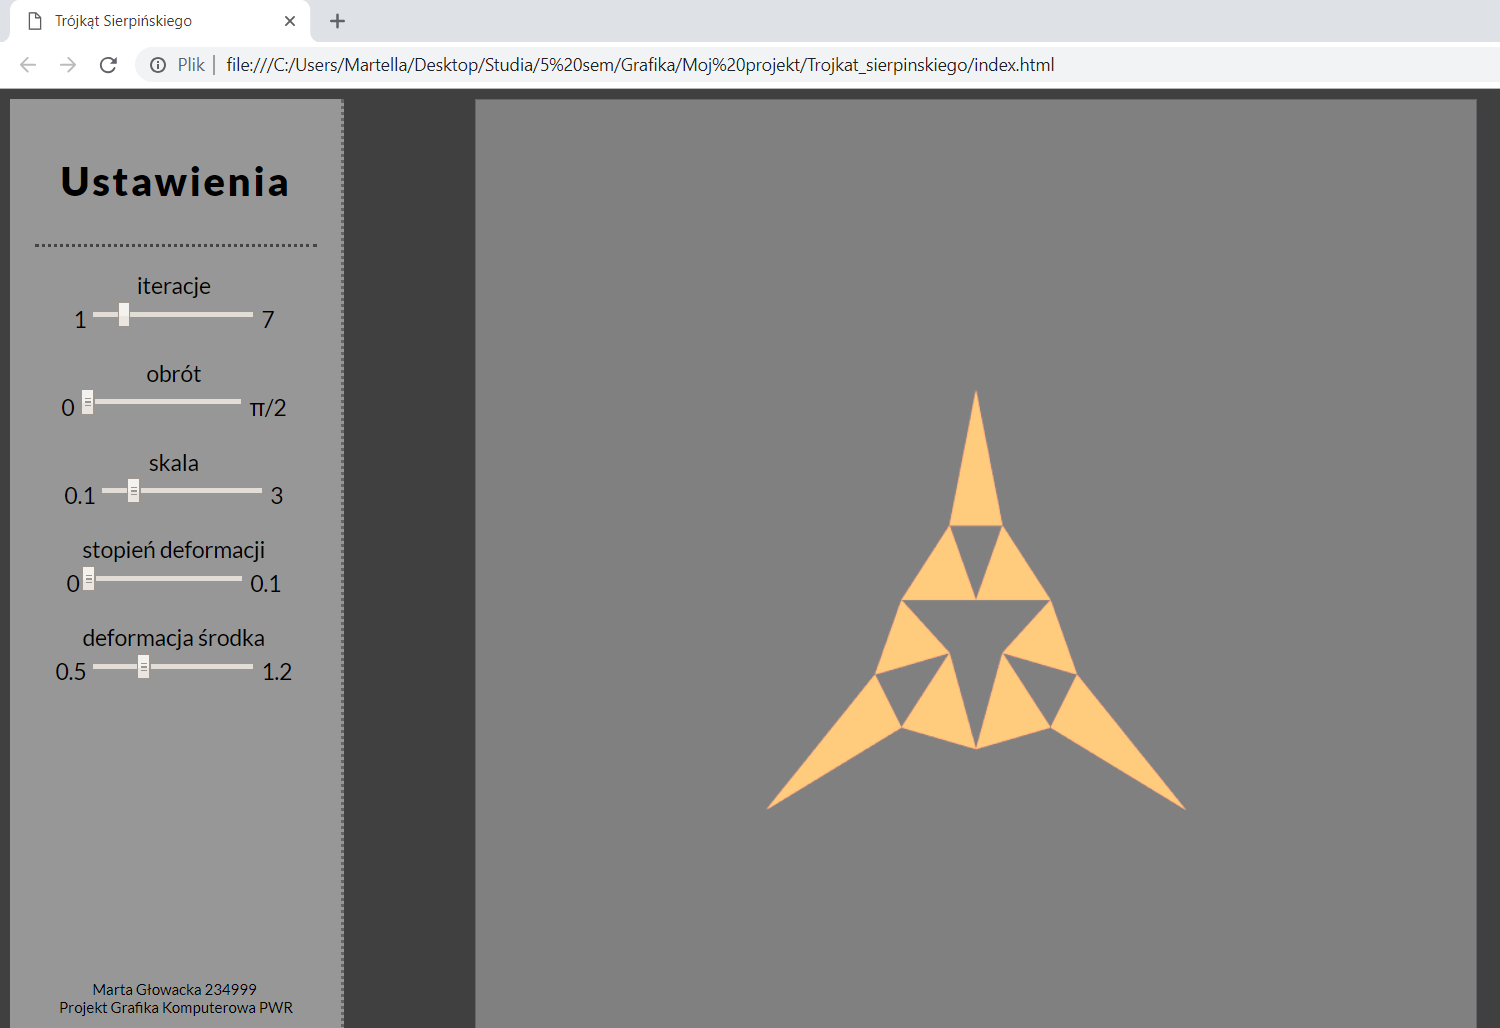 Trójkąt Sierpińskiego
Plik | file:///C:/Users/Martella/Desktop/Studia/5%20sem/Grafika/Moj%20projekt/Trojkat_sierpinskiego/index.html
Ustawienia
iteracje
1 7
obrót
0 π/2
skala
0.1 3
stopień deformacji
0 0.1
deformacja środka
0.5 1.2
Marta Głowacka 234999
Projekt Grafika Komputerowa PWR